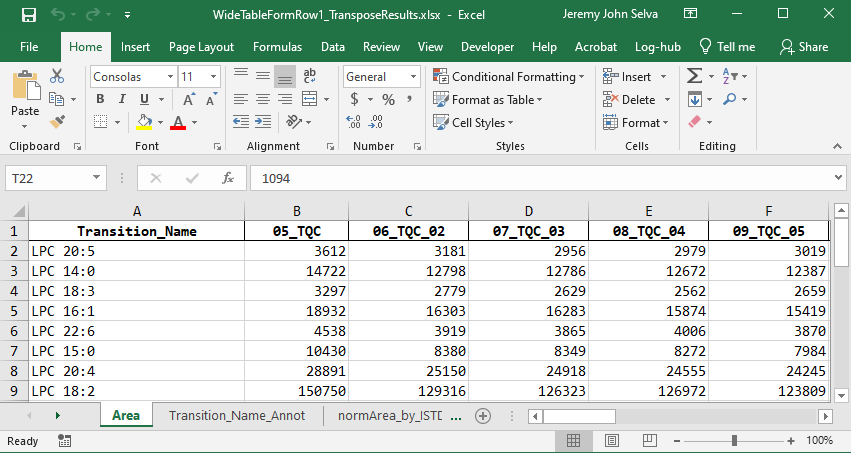 WideTableFormRow1_TransposeResults.xlsx - Excel Jeremy John Selva
File Home Insert Page Layout Formulas Data Review View Developer Help Acrobat Log-hub Tell me Share
Consolas 11 ab c General Conditional Formatting Insert Σ A Z
Paste B I U A A $ % , Format as Table Delete
A ab .00 .0 Cell Styles Format
Clipboard Font Alignment Number Styles Cells Editing
T22 fx 1094
A B C D E F
1 Transition_Name 05_TQC 06_TQC_02 07_TQC_03 08_TQC_04 09_TQC_05
2 LPC 20:5 3612 3181 2956 2979 3019
3 LPC 14:0 14722 12798 12786 12672 12387
4 LPC 18:3 3297 2779 2629 2562 2659
5 LPC 16:1 18932 16303 16283 15874 15419
6 LPC 22:6 4538 3919 3865 4006 3870
7 LPC 15:0 10430 8380 8349 8272 7984
8 LPC 20:4 28891 25150 24918 24555 24245
9 LPC 18:2 150750 129316 126323 126972 123809
Area Transition_Name_Annot normArea_by_ISTD ...
Ready 100%